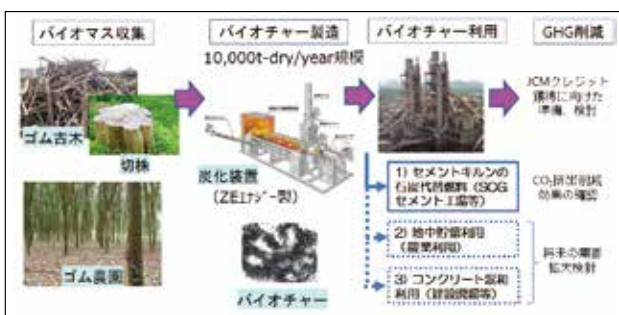 バイオマス収集
ゴム古木
切株
ゴム農園
バイオチャー製造
10,000t-dry/year規模
炭化装置
(ZEエナジー製)
バイオチャー
バイオチャー利用
1) セメントキルンの
石炭代替燃料(SCG
セメント工場等)
2) 地中貯留利用
(農業利用)
3) コンクリート混和
利用(建設現場等)
GHG削減
JCMクレジット
獲得に向けた
準備、検討
CO₂排出削減
効果の確認
将来の需要
拡大検討